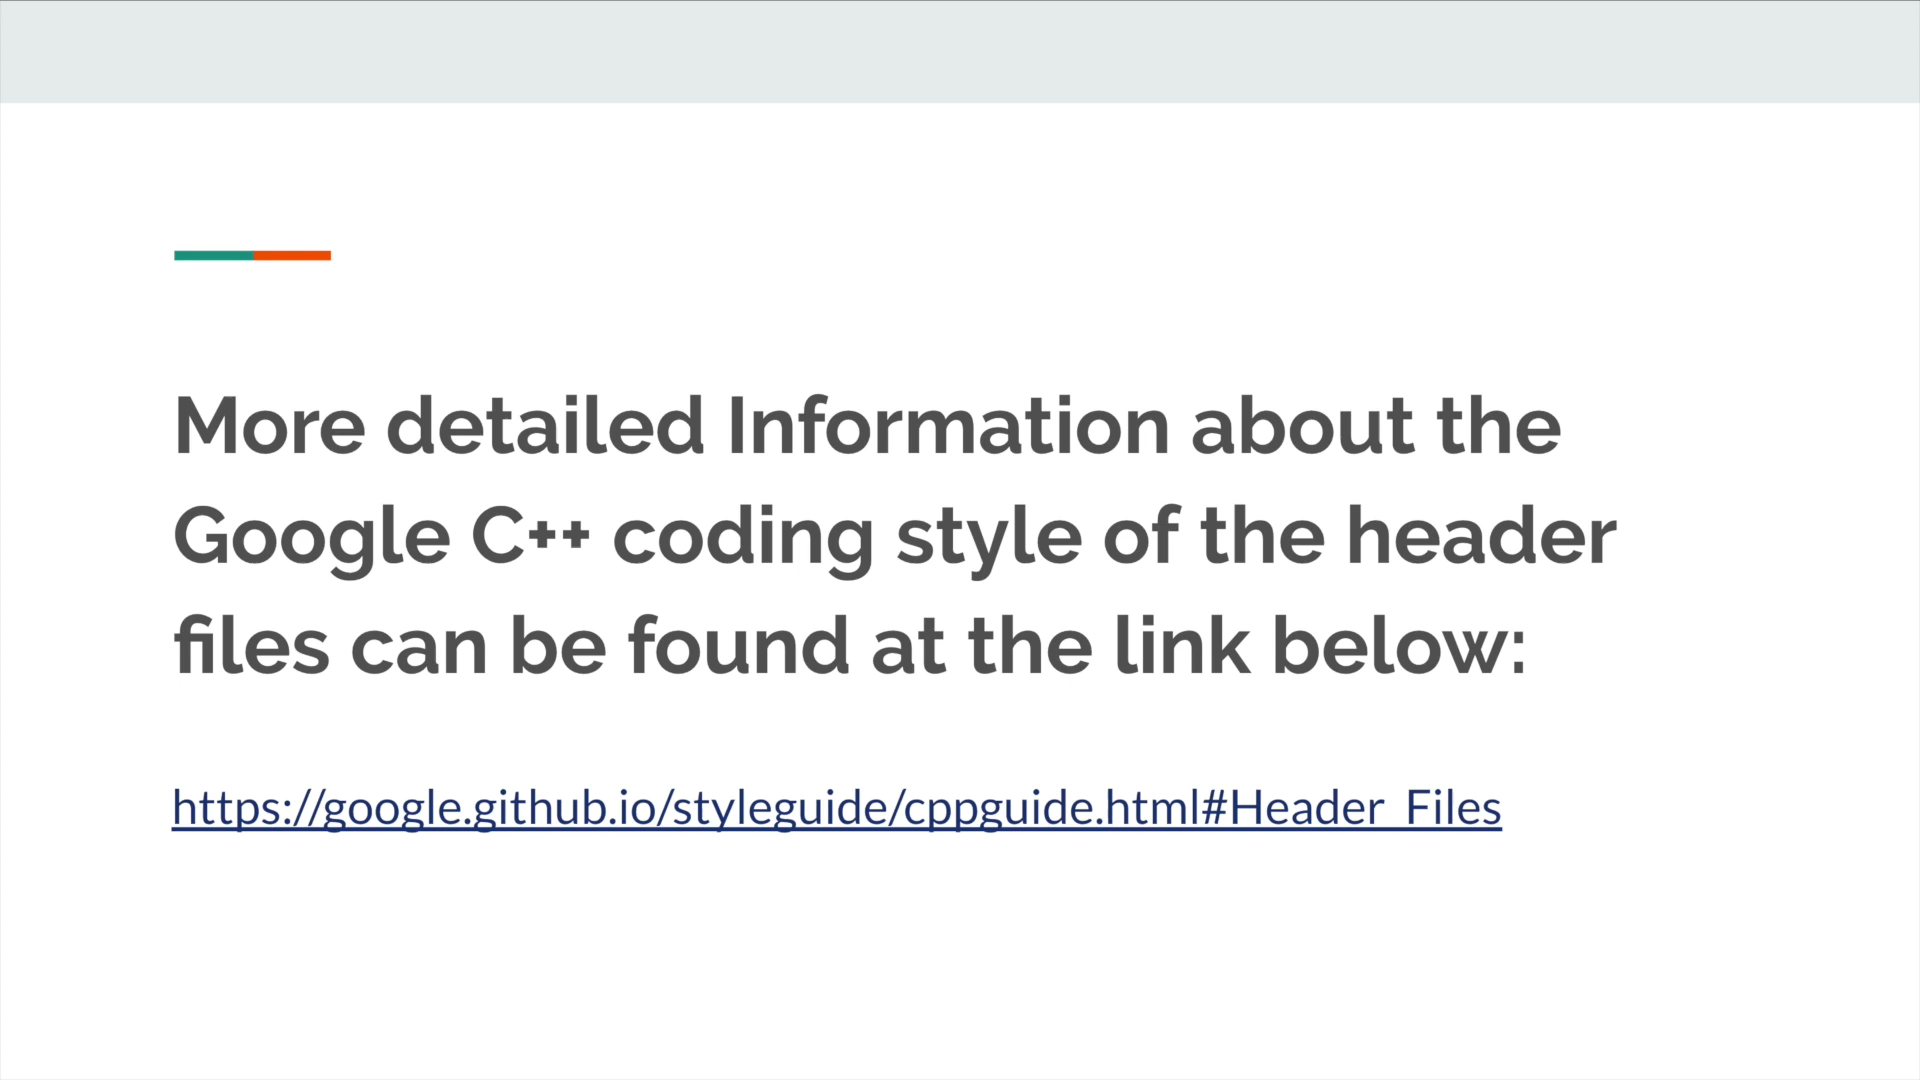 More detailed Information about the
Google C++ coding style of the header
files can be found at the link below:
https://google.github.io/styleguide/cppguide.html#Header_Files